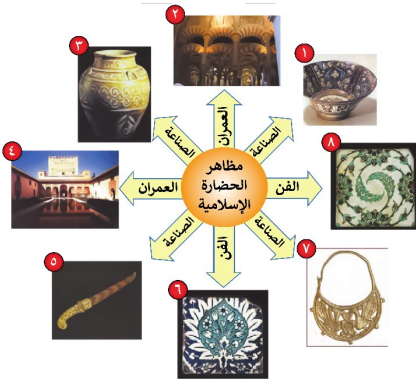 مظاهر
الحضارة
الإسلامية
١
الصناعة
٢
العمران
٣
الصناعة
٤
العمران
٥
الصناعة
٦
الفن
٧
الصناعة
٨
الفن